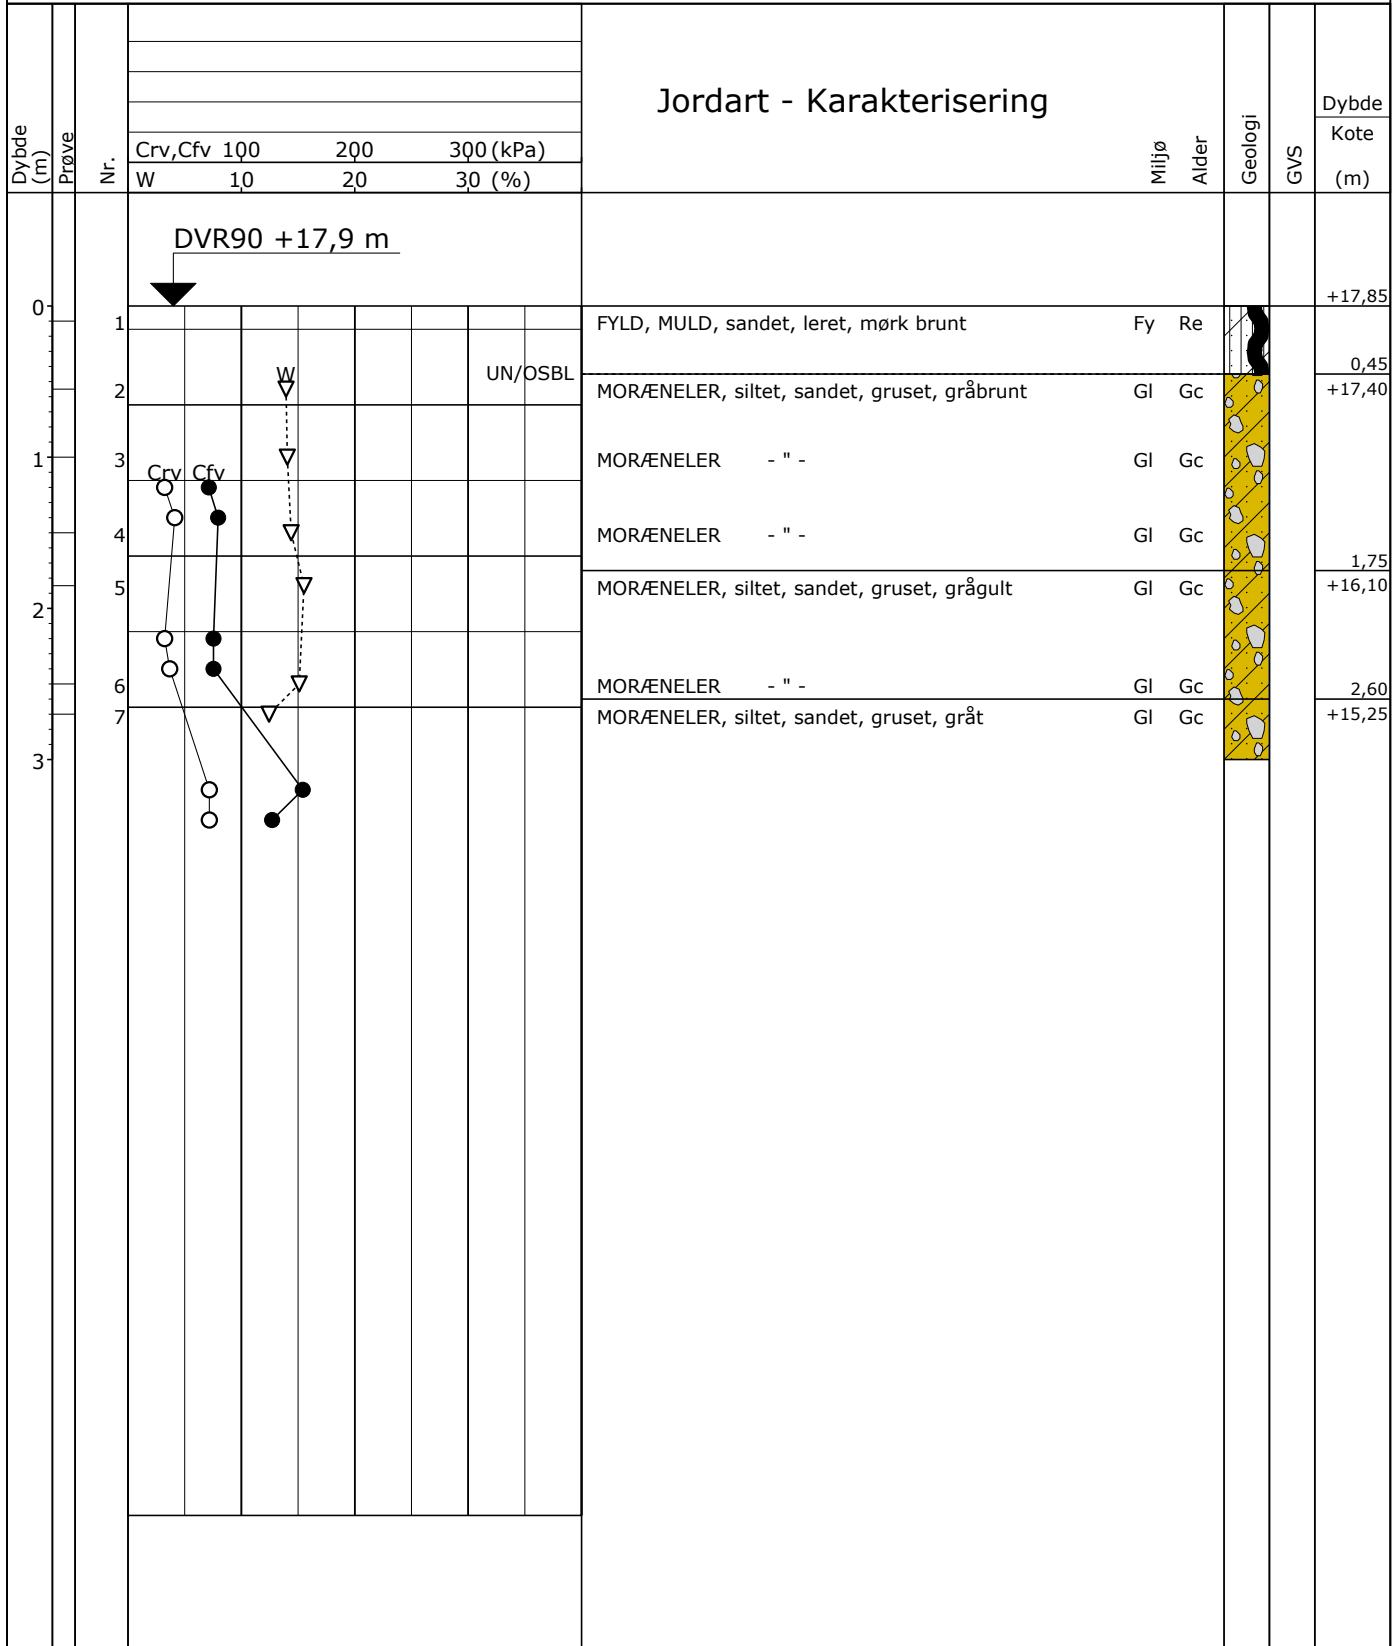 Jordart - Karakterisering
Dybde (m)
Prøve
Nr.
Crv,Cfv 100 200 300 (kPa)
W 10 20 30 (%)
Miljø
Alder
Geologi
GVS
Dybde
Kote
(m)
DVR90 +17,9 m
0 +17,85
1 FYLD, MULD, sandet, leret, mørk brunt Fy Re
0,45
W UN/OSBL
2 MORÆNELER, siltet, sandet, gruset, gråbrunt Gl Gc +17,40
1 3 MORÆNELER - " - Gl Gc
Crv Cfv
4 MORÆNELER - " - Gl Gc
1,75
5 MORÆNELER, siltet, sandet, gruset, grågult Gl Gc +16,10
2
6 MORÆNELER - " - Gl Gc 2,60
7 MORÆNELER, siltet, sandet, gruset, gråt Gl Gc +15,25
3